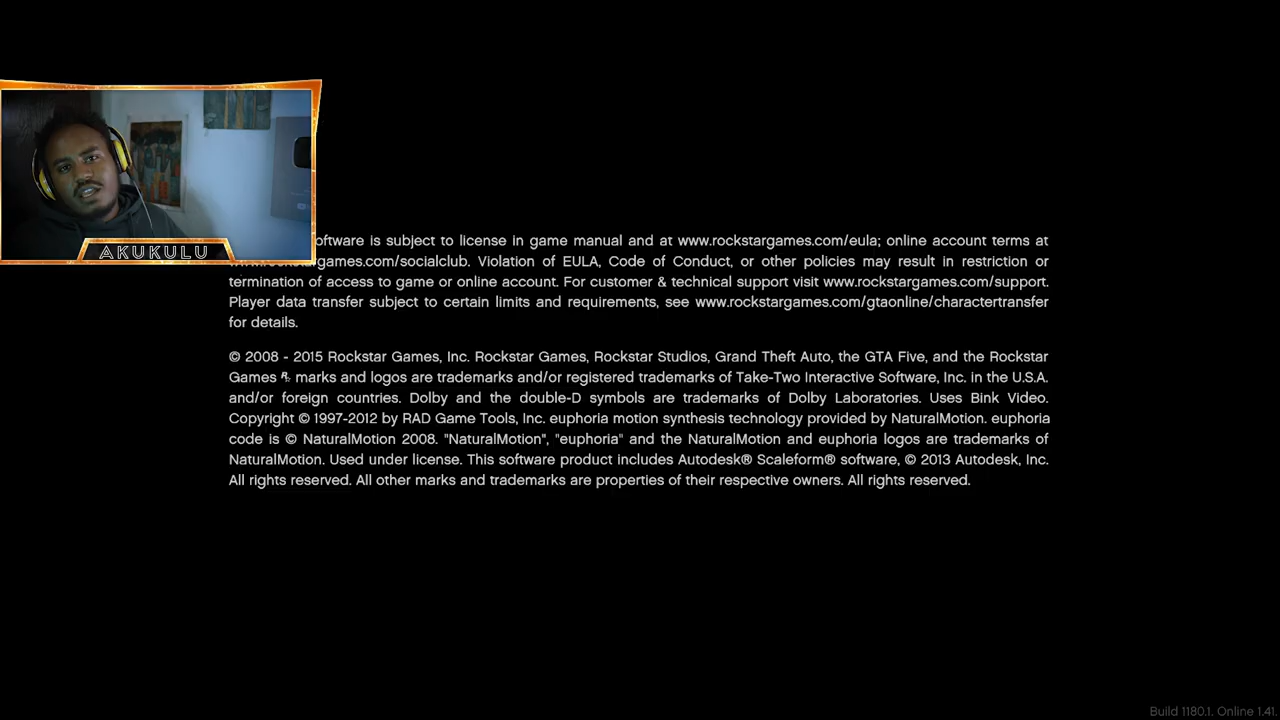 AKUKULU
oftware is subject to license in game manual and at www.rockstargames.com/eula; online account terms at
games.com/socialclub. Violation of EULA, Code of Conduct, or other policies may result in restriction or
termination of access to game or online account. For customer & technical support visit www.rockstargames.com/support.
Player data transfer subject to certain limits and requirements, see www.rockstargames.com/gtaonline/charactertransfer
for details.
© 2008 - 2015 Rockstar Games, Inc. Rockstar Games, Rockstar Studios, Grand Theft Auto, the GTA Five, and the Rockstar
Games R* marks and logos are trademarks and/or registered trademarks of Take-Two Interactive Software, Inc. in the U.S.A.
and/or foreign countries. Dolby and the double-D symbols are trademarks of Dolby Laboratories. Uses Bink Video.
Copyright © 1997-2012 by RAD Game Tools, Inc. euphoria motion synthesis technology provided by NaturalMotion. euphoria
code is © NaturalMotion 2008. "NaturalMotion", "euphoria" and the NaturalMotion and euphoria logos are trademarks of
NaturalMotion. Used under license. This software product includes Autodesk® Scaleform® software, © 2013 Autodesk, Inc.
All rights reserved. All other marks and trademarks are properties of their respective owners. All rights reserved.
Build 1180.1. Online 1.41.